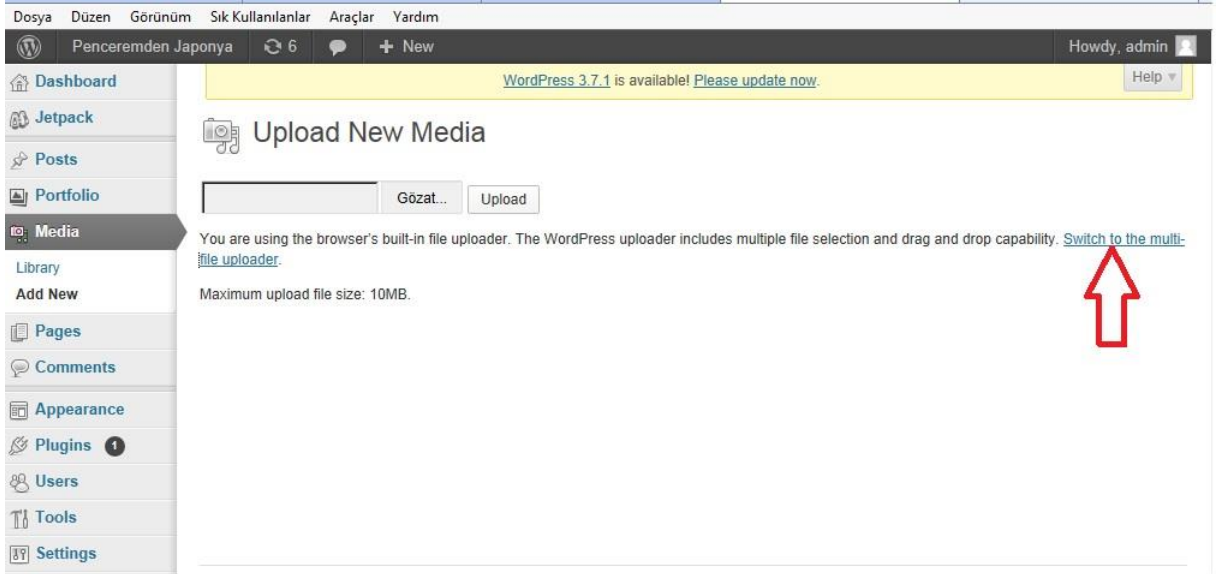 Dosya Düzen Görünüm Sık Kullanılanlar Araçlar Yardım
Penceremden Japonya 6 + New Howdy, admin
WordPress 3.7.1 is available! Please update now.
Help
Dashboard
Jetpack
Posts
Portfolio
Media
Library
Add New
Pages
Comments
Appearance
Plugins 1
Users
Tools
Settings
Upload New Media
Gözat... Upload
You are using the browser's built-in file uploader. The WordPress uploader includes multiple file selection and drag and drop capability. Switch to the multi-
file uploader.
Maximum upload file size: 10MB.